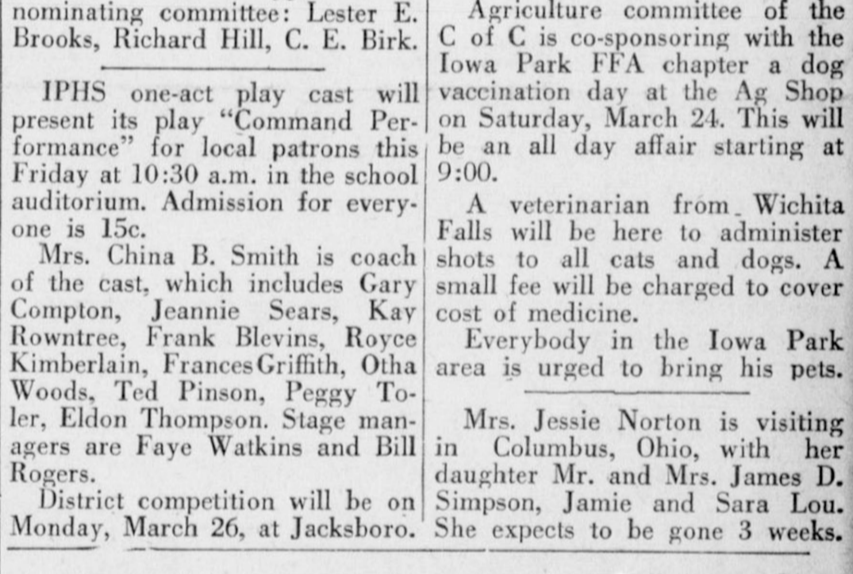 nominating committee: Lester E.
Brooks, Richard Hill, C. E. Birk.
IPHS one-act play cast will
present its play “Command Per-
formance” for local patrons this
Friday at 10:30 a.m. in the school
auditorium. Admission for every-
one is 15c.
Mrs. China B. Smith is coach
of the cast, which includes Gary
Compton, Jeannie Sears, Kay
Rowntree, Frank Blevins, Royce
Kimberlain, Frances Griffith, Otha
Woods, Ted Pinson, Peggy To-
ler, Eldon Thompson. Stage man-
agers are Faye Watkins and Bill
Rogers.
District competition will be on
Monday, March 26, at Jacksboro.
Agriculture committee of the
C of C is co-sponsoring with the
Iowa Park FFA chapter a dog
vaccination day at the Ag Shop
on Saturday, March 24. This will
be an all day affair starting at
9:00.
A veterinarian from Wichita
Falls will be here to administer
shots to all cats and dogs. A
small fee will be charged to cover
cost of medicine.
Everybody in the Iowa Park
area is urged to bring his pets.
Mrs. Jessie Norton is visiting
in Columbus, Ohio, with her
daughter Mr. and Mrs. James D.
Simpson, Jamie and Sara Lou.
She expects to be gone 3 weeks.